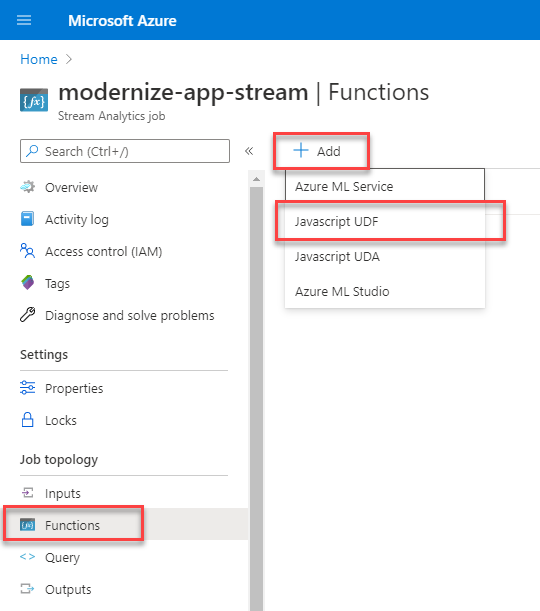 Microsoft Azure
Home
modernize-app-stream | Functions
Stream Analytics job
Search (Ctrl+/)
Overview
Activity log
Access control (IAM)
Tags
Diagnose and solve problems
Settings
Properties
Locks
Job topology
Inputs
Functions
Query
Outputs
Add
Azure ML Service
Javascript UDF
Javascript UDA
Azure ML Studio